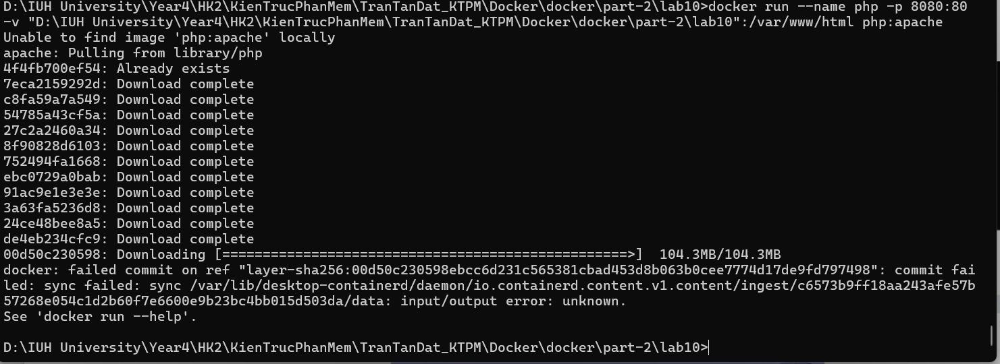 D:\IUH University\Year4\HK2\KienTrucPhanMem\TranTanDat_KTPM\Docker\docker\part-2\lab10>docker run --name php -p 8080:80
-v "D:\IUH University\Year4\HK2\KienTrucPhanMem\TranTanDat_KTPM\Docker\docker\part-2\lab10":/var/www/html php:apache
Unable to find image 'php:apache' locally
apache: Pulling from library/php
4f4fb700ef54: Already exists
7eca2159292d: Download complete
c8fa59a7a549: Download complete
54785a43cf5a: Download complete
27c2a2460a34: Download complete
8f90828d6103: Download complete
752494fa1668: Download complete
ebc0729a0bab: Download complete
91ac9e1e3e3e: Download complete
3a63fa5236d8: Download complete
24ce48bee8a5: Download complete
de4eb234cfc9: Download complete
00d50c230598: Downloading [==================================================>]  104.3MB/104.3MB
docker: failed commit on ref "layer-sha256:00d50c230598ebcc6d231c565381cbad453d8b063b0cee7774d17de9fd797498": commit fai
led: sync failed: sync /var/lib/desktop-containerd/daemon/io.containerd.content.v1.content/ingest/c6573b9ff18aa243afe57b
57268e054c1d2b60f7e6600e9b23bc4bb015d503da/data: input/output error: unknown.
See 'docker run --help'.
D:\IUH University\Year4\HK2\KienTrucPhanMem\TranTanDat_KTPM\Docker\docker\part-2\lab10>